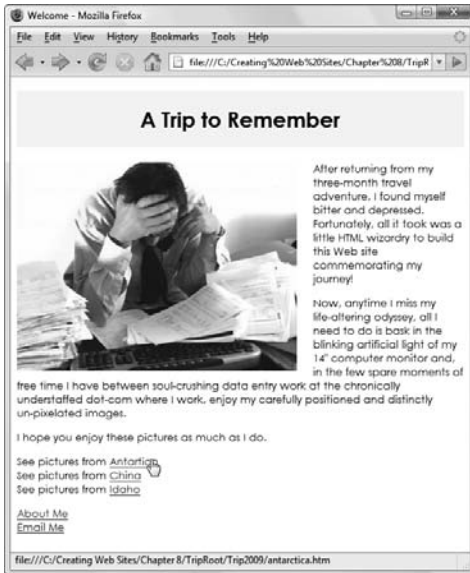 Welcome - Mozilla Firefox
File Edit View History Bookmarks Tools Help
file:///C:/Creating%20Web%20Sites/Chapter%208/TripR
A Trip to Remember
After returning from my
three-month travel
adventure, I found myself
bitter and depressed.
Fortunately, all it took was a
little HTML wizardry to build
this Web site
commemorating my
journey!
Now, anytime I miss my
life-altering odyssey, all I
need to do is bask in the
blinking artificial light of my
14" computer monitor and,
in the few spare moments of
free time I have between soul-crushing data entry work at the chronically
understaffed dot-com where I work, enjoy my carefully positioned and distinctly
un-pixelated images.
I hope you enjoy these pictures as much as I do.
See pictures from
See pictures from China
See pictures from Idaho
About Me
Email Me
file:///C:/Creating Web Sites/Chapter 8/TripRoot/Trip2009/antarctica.htm